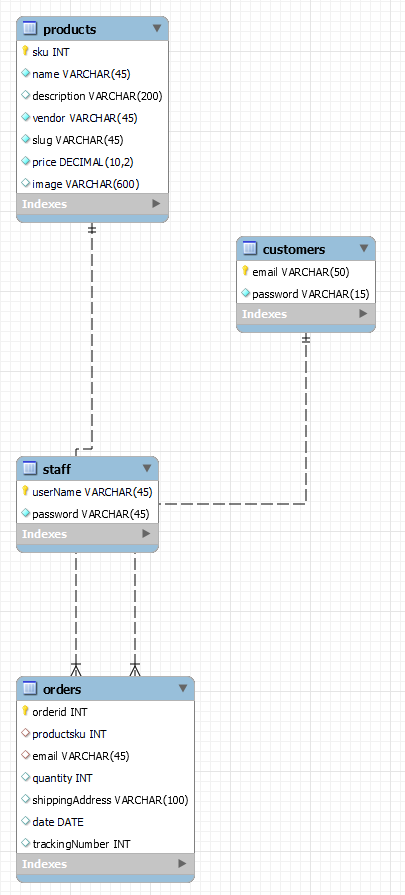 products
sku INT
name VARCHAR(45)
description VARCHAR(200)
vendor VARCHAR(45)
slug VARCHAR(45)
price DECIMAL(10,2)
image VARCHAR(600)
Indexes
customers
email VARCHAR(50)
password VARCHAR(15)
Indexes
staff
userName VARCHAR(45)
password VARCHAR(45)
Indexes
orders
orderid INT
productsku INT
email VARCHAR(45)
quantity INT
shippingAddress VARCHAR(100)
date DATE
trackingNumber INT
Indexes